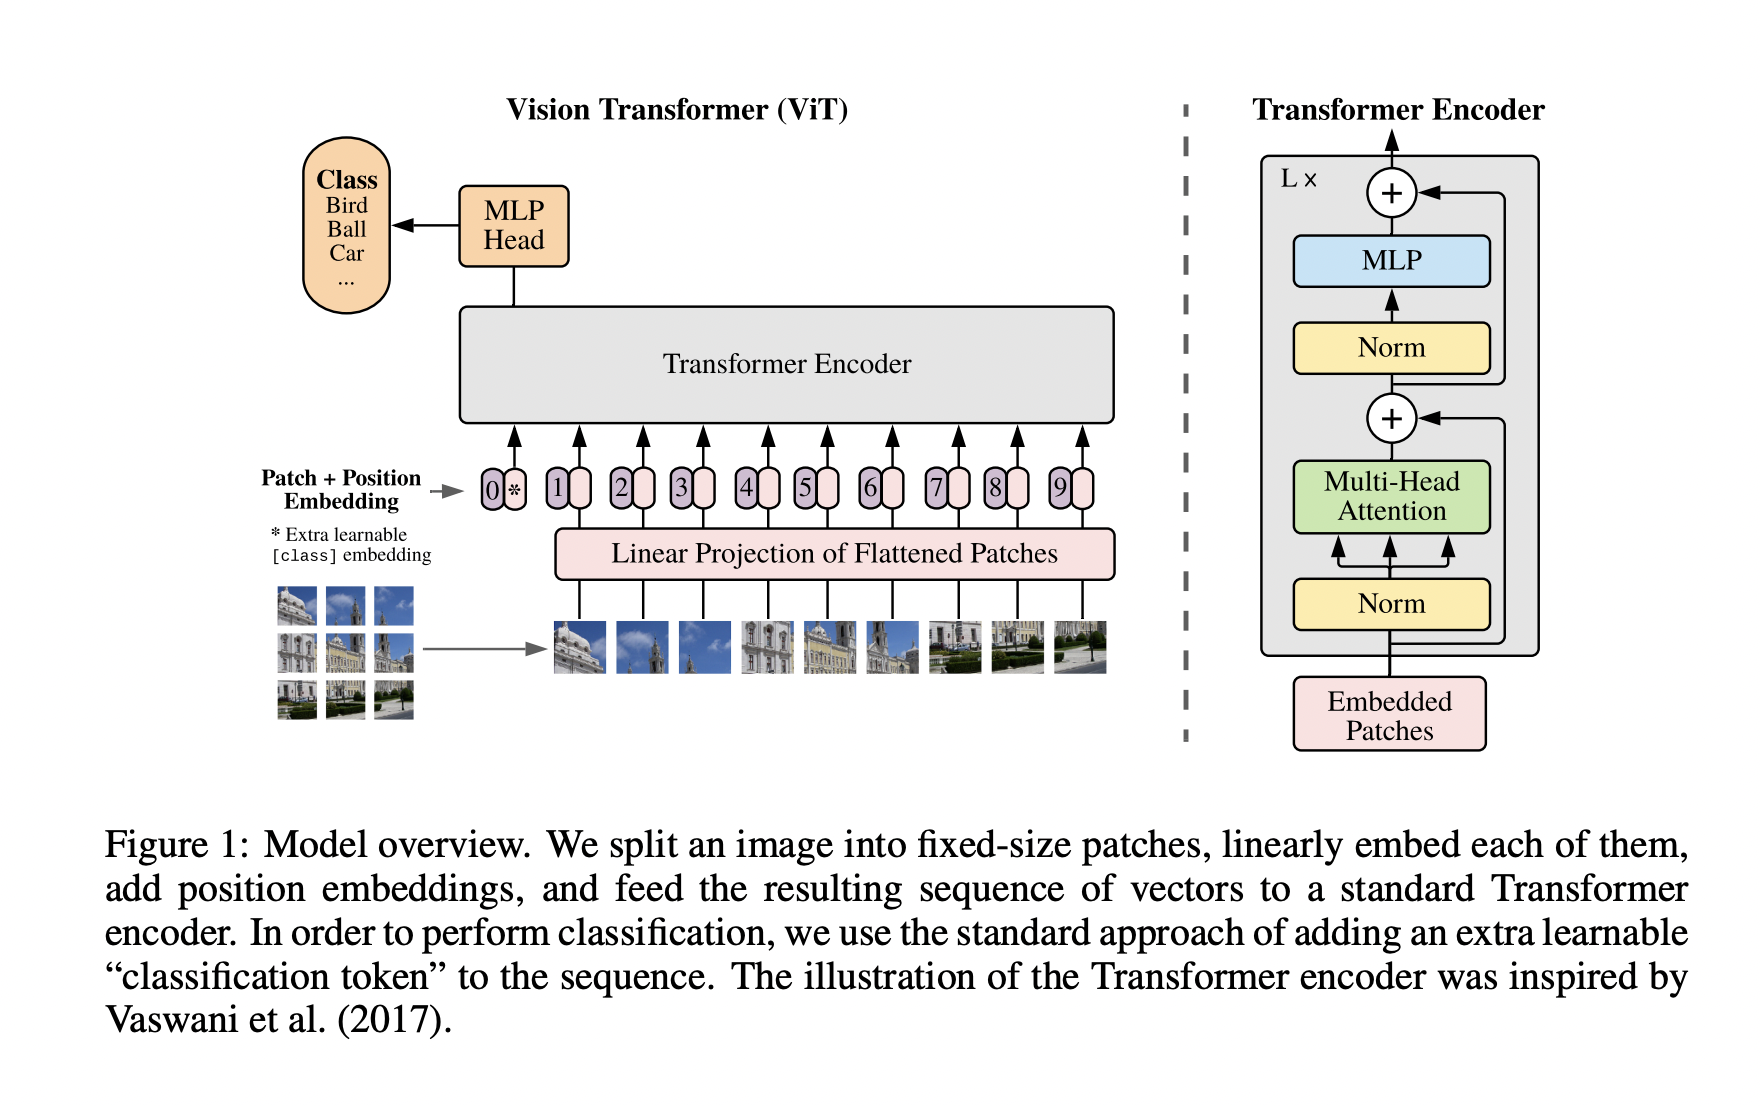 Vision Transformer (ViT)
Class
Bird
Ball
Car
...
MLP
Head
Transformer Encoder
Patch + Position
Embedding
* Extra learnable
[class] embedding
0 * 1 2 3 4 5 6 7 8 9
Linear Projection of Flattened Patches
Transformer Encoder
L ×
+
MLP
Norm
+
Multi-Head
Attention
Norm
Embedded
Patches
Figure 1: Model overview. We split an image into fixed-size patches, linearly embed each of them,
add position embeddings, and feed the resulting sequence of vectors to a standard Transformer
encoder. In order to perform classification, we use the standard approach of adding an extra learnable
“classification token” to the sequence. The illustration of the Transformer encoder was inspired by
Vaswani et al. (2017).